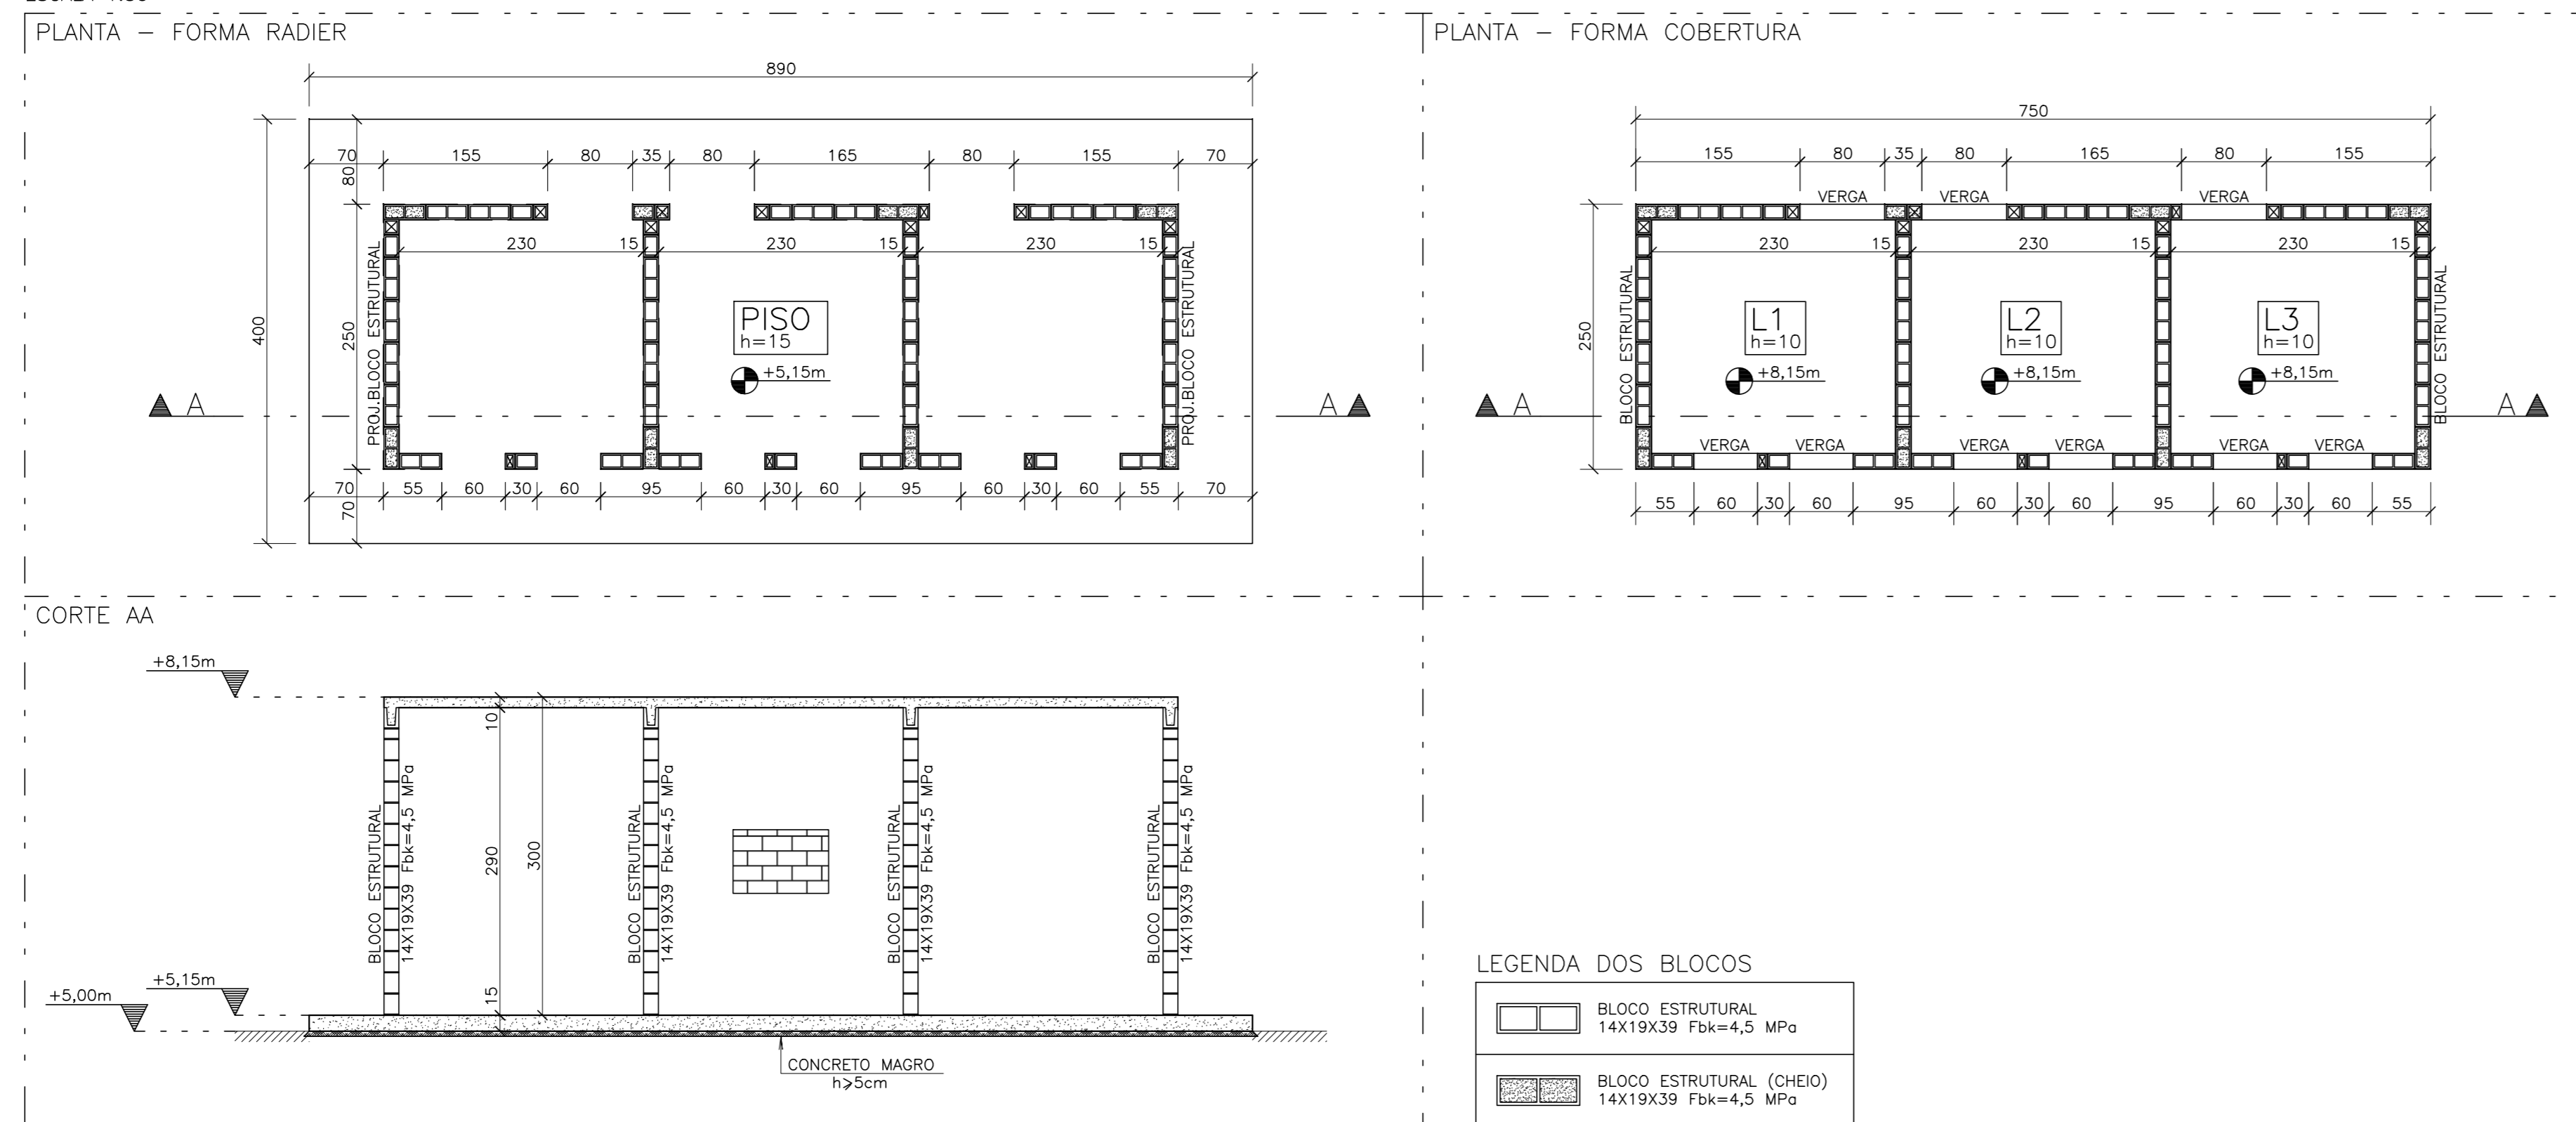 PLANTA – FORMA RADIER
890
70 155 80 35 80 165 80 155 70
80
230 15 230 15 230 15
PROJ.BLOCO ESTRUTURAL
PROJ.BLOCO ESTRUTURAL
400
250
PISO
h=15
+5,15m
A
A
70 55 60 30 60 95 60 30 60 95 60 30 60 55 70
70
PLANTA – FORMA COBERTURA
750
155 80 35 80 165 80 155
VERGA VERGA VERGA
230 15 230 15 230 15
BLOCO ESTRUTURAL
BLOCO ESTRUTURAL
250
L1
h=10
+8,15m
L2
h=10
+8,15m
L3
h=10
+8,15m
A
A
VERGA VERGA VERGA VERGA VERGA VERGA
55 60 30 60 95 60 30 60 95 60 30 60 55
CORTE AA
+8,15m
10
290
300
15
BLOCO ESTRUTURAL
14X19X39 Fbk=4,5 MPa
BLOCO ESTRUTURAL
14X19X39 Fbk=4,5 MPa
BLOCO ESTRUTURAL
14X19X39 Fbk=4,5 MPa
BLOCO ESTRUTURAL
14X19X39 Fbk=4,5 MPa
+5,15m
+5,00m
CONCRETO MAGRO
h⩾5cm
LEGENDA DOS BLOCOS
BLOCO ESTRUTURAL
14X19X39 Fbk=4,5 MPa
BLOCO ESTRUTURAL (CHEIO)
14X19X39 Fbk=4,5 MPa